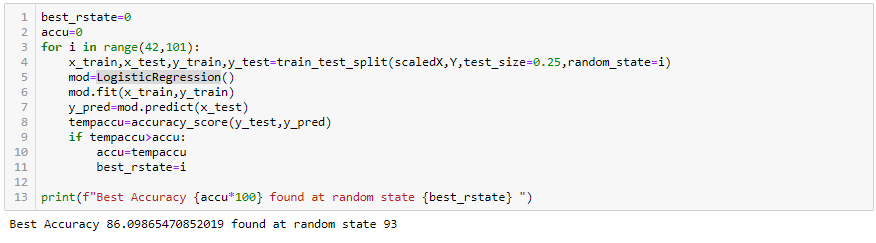 1 best_rstate=0
2 accu=0
3 for i in range(42,101):
4     x_train,x_test,y_train,y_test=train_test_split(scaledX,Y,test_size=0.25,random_state=i)
5     mod=LogisticRegression()
6     mod.fit(x_train,y_train)
7     y_pred=mod.predict(x_test)
8     tempaccu=accuracy_score(y_test,y_pred)
9     if tempaccu>accu:
10         accu=tempaccu
11         best_rstate=i
12
13 print(f"Best Accuracy {accu*100} found at random state {best_rstate} ")
Best Accuracy 86.09865470852019 found at random state 93